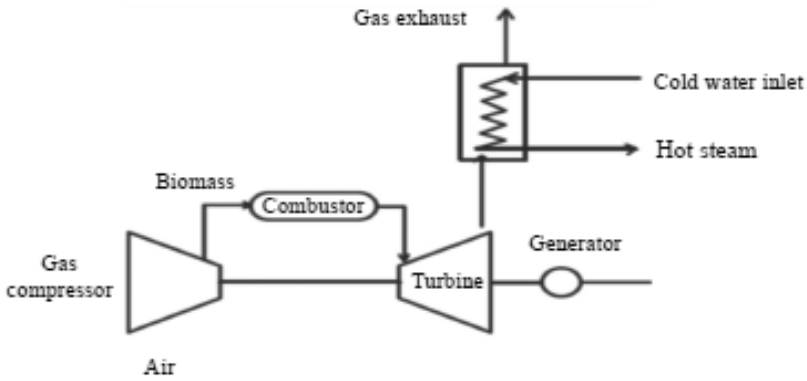 Gas exhaust
Cold water inlet
Hot steam
Biomass
Combustor
Generator
Gas
compressor
Turbine
Air